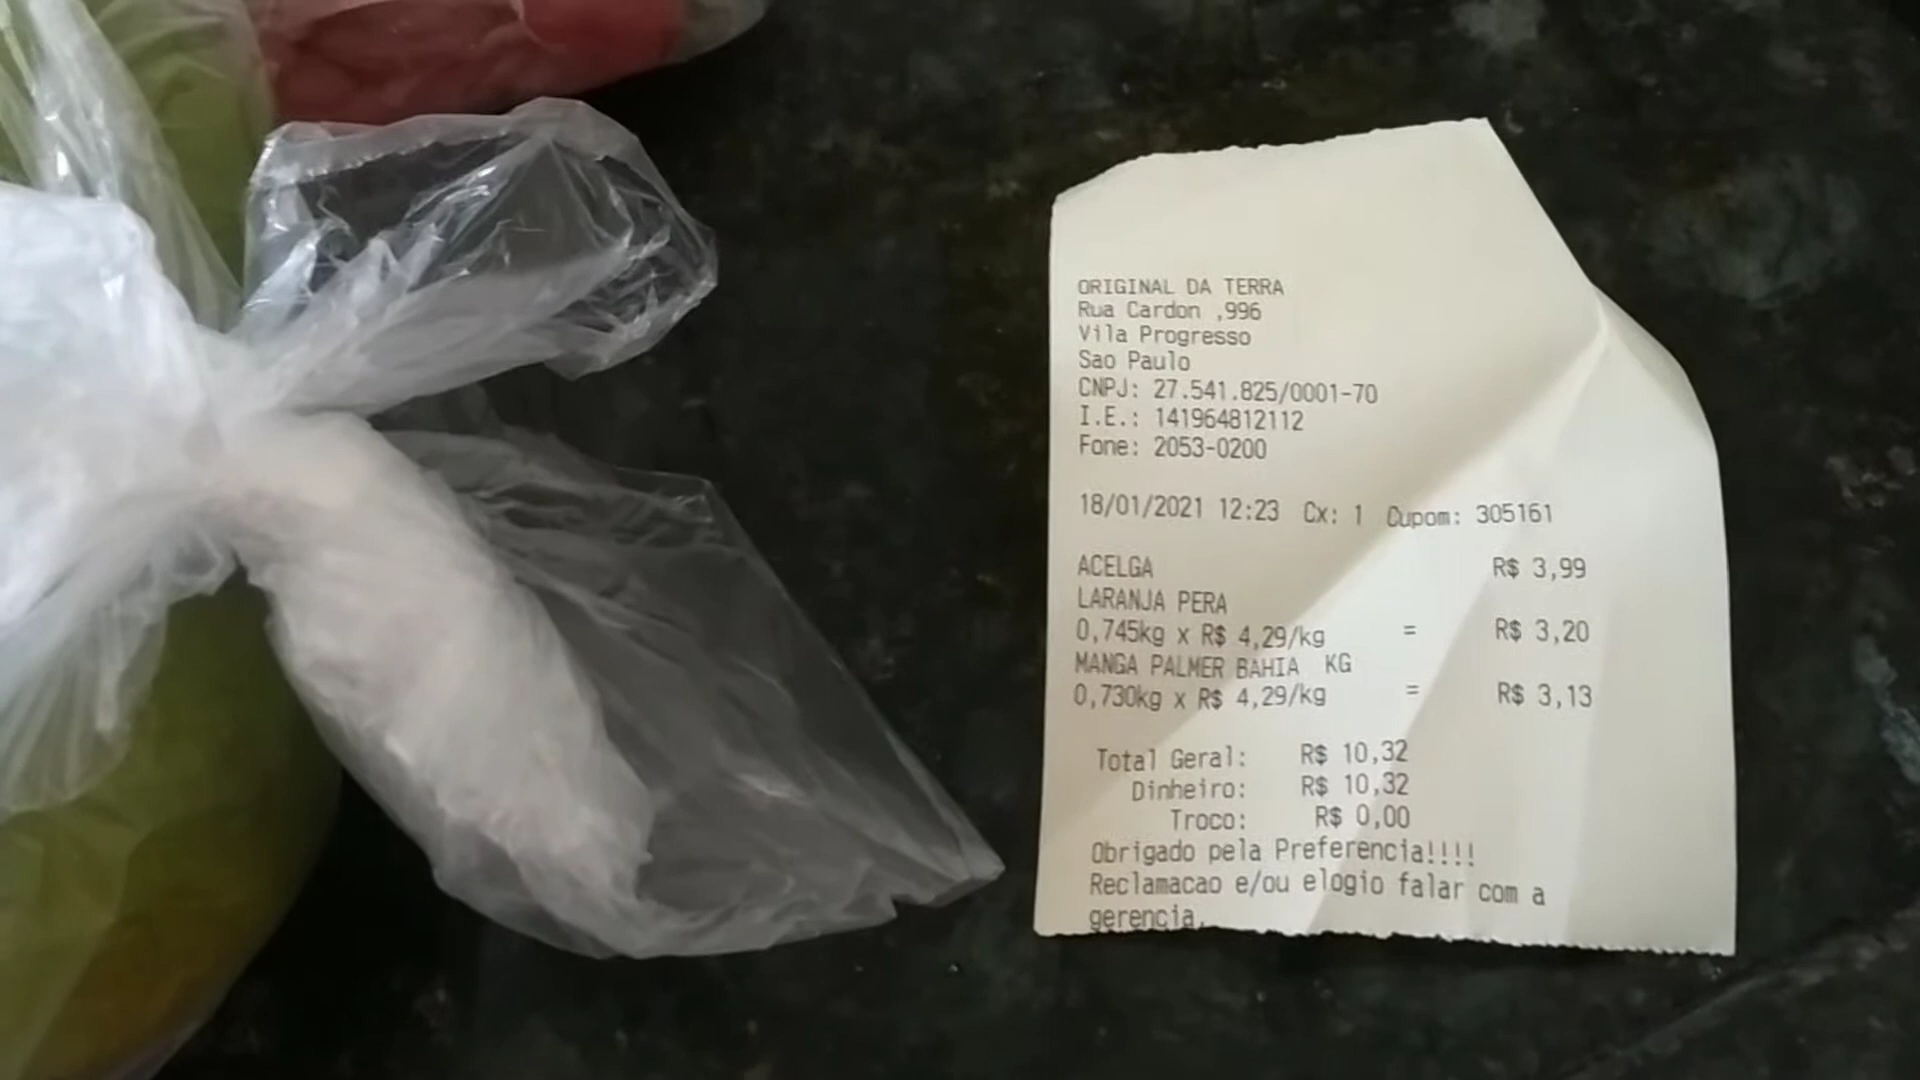 ORIGINAL DA TERRA
Rua Cardon ,996
Vila Progresso
Sao Paulo
CNPJ: 27.541.825/0001-70
I.E.: 141964812112
Fone: 2053-0200
18/01/2021 12:23 Cx: 1 Cupom: 305161
ACELGA R$ 3,99
LARANJA PERA
0,745kg x R$ 4,29/kg = R$ 3,20
MANGA PALMER BAHIA KG
0,730kg x R$ 4,29/kg = R$ 3,13
Total Geral: R$ 10,32
Dinheiro: R$ 10,32
Troco: R$ 0,00
Obrigado pela Preferencia!!!!
Reclamacao e/ou elogio falar com a
gerencia.